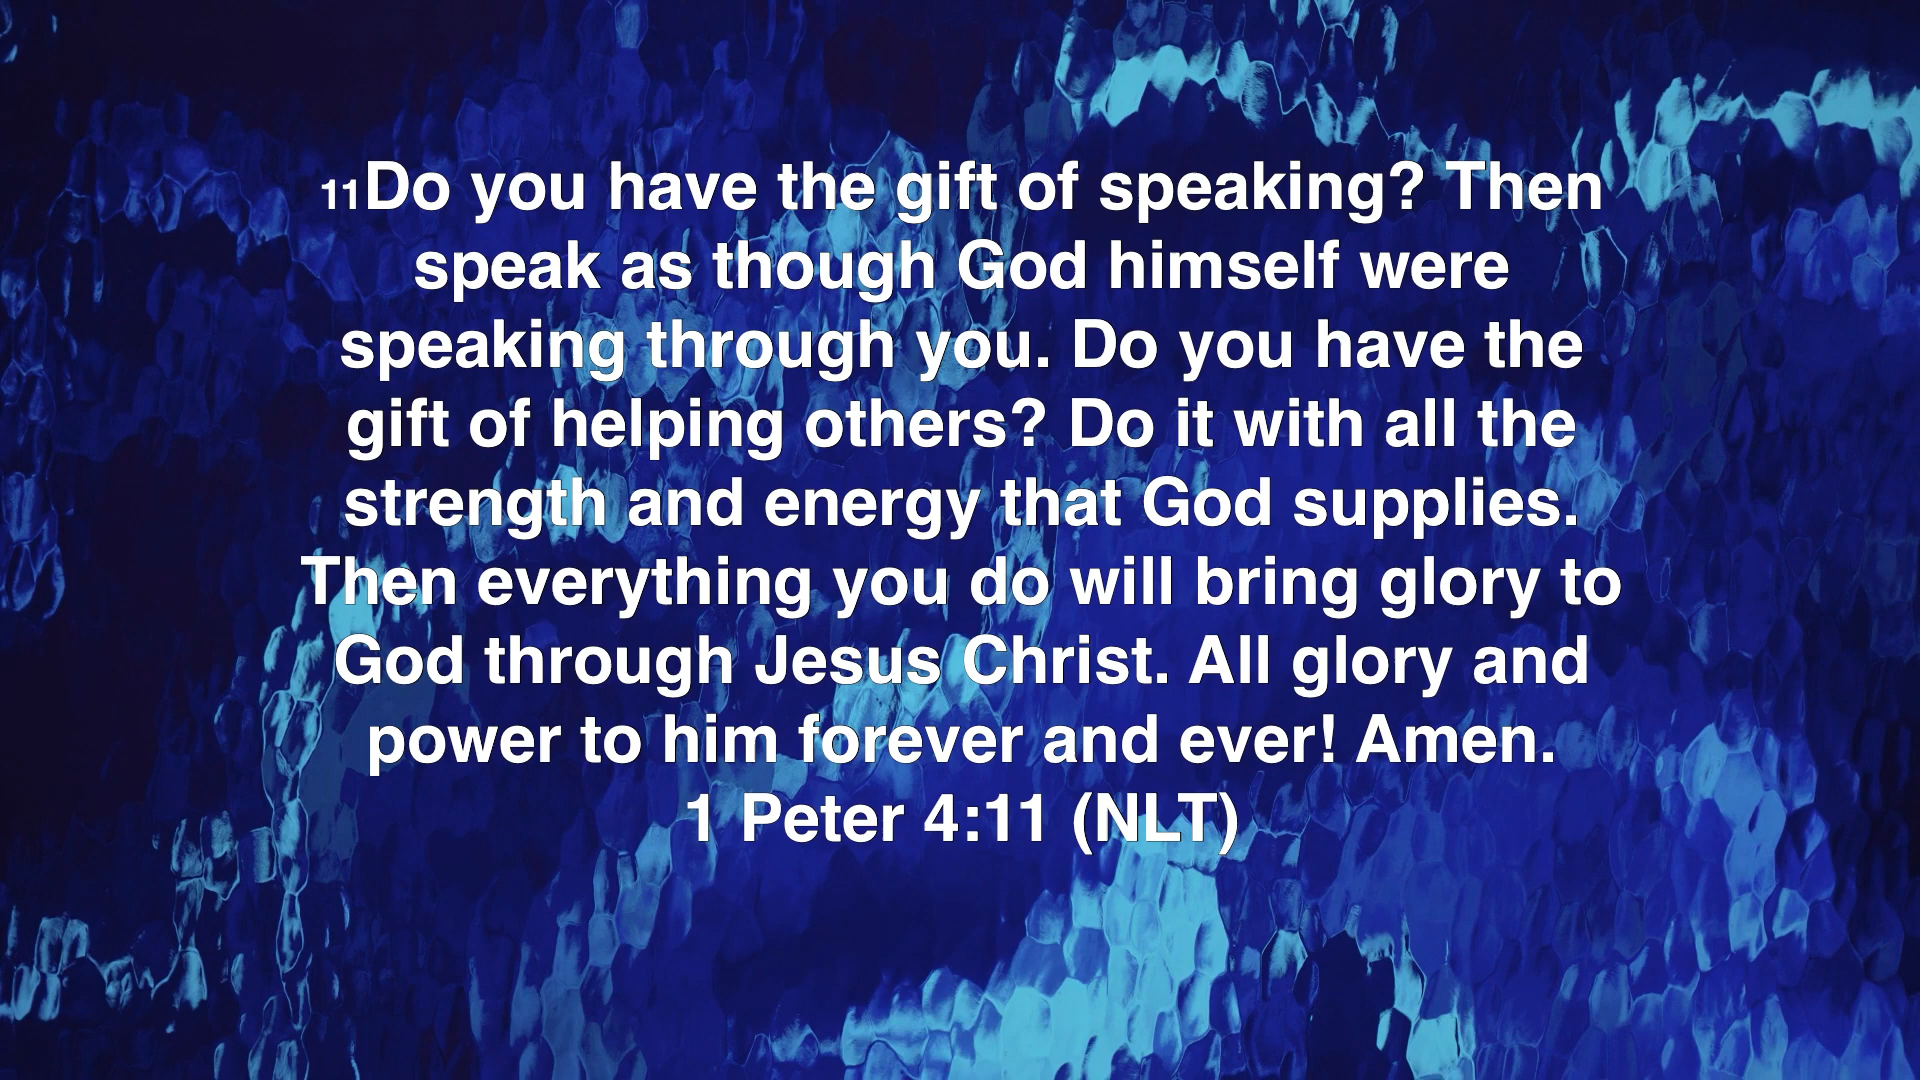 11Do you have the gift of speaking? Then
speak as though God himself were
speaking through you. Do you have the
gift of helping others? Do it with all the
strength and energy that God supplies.
Then everything you do will bring glory to
God through Jesus Christ. All glory and
power to him forever and ever! Amen.
1 Peter 4:11 (NLT)